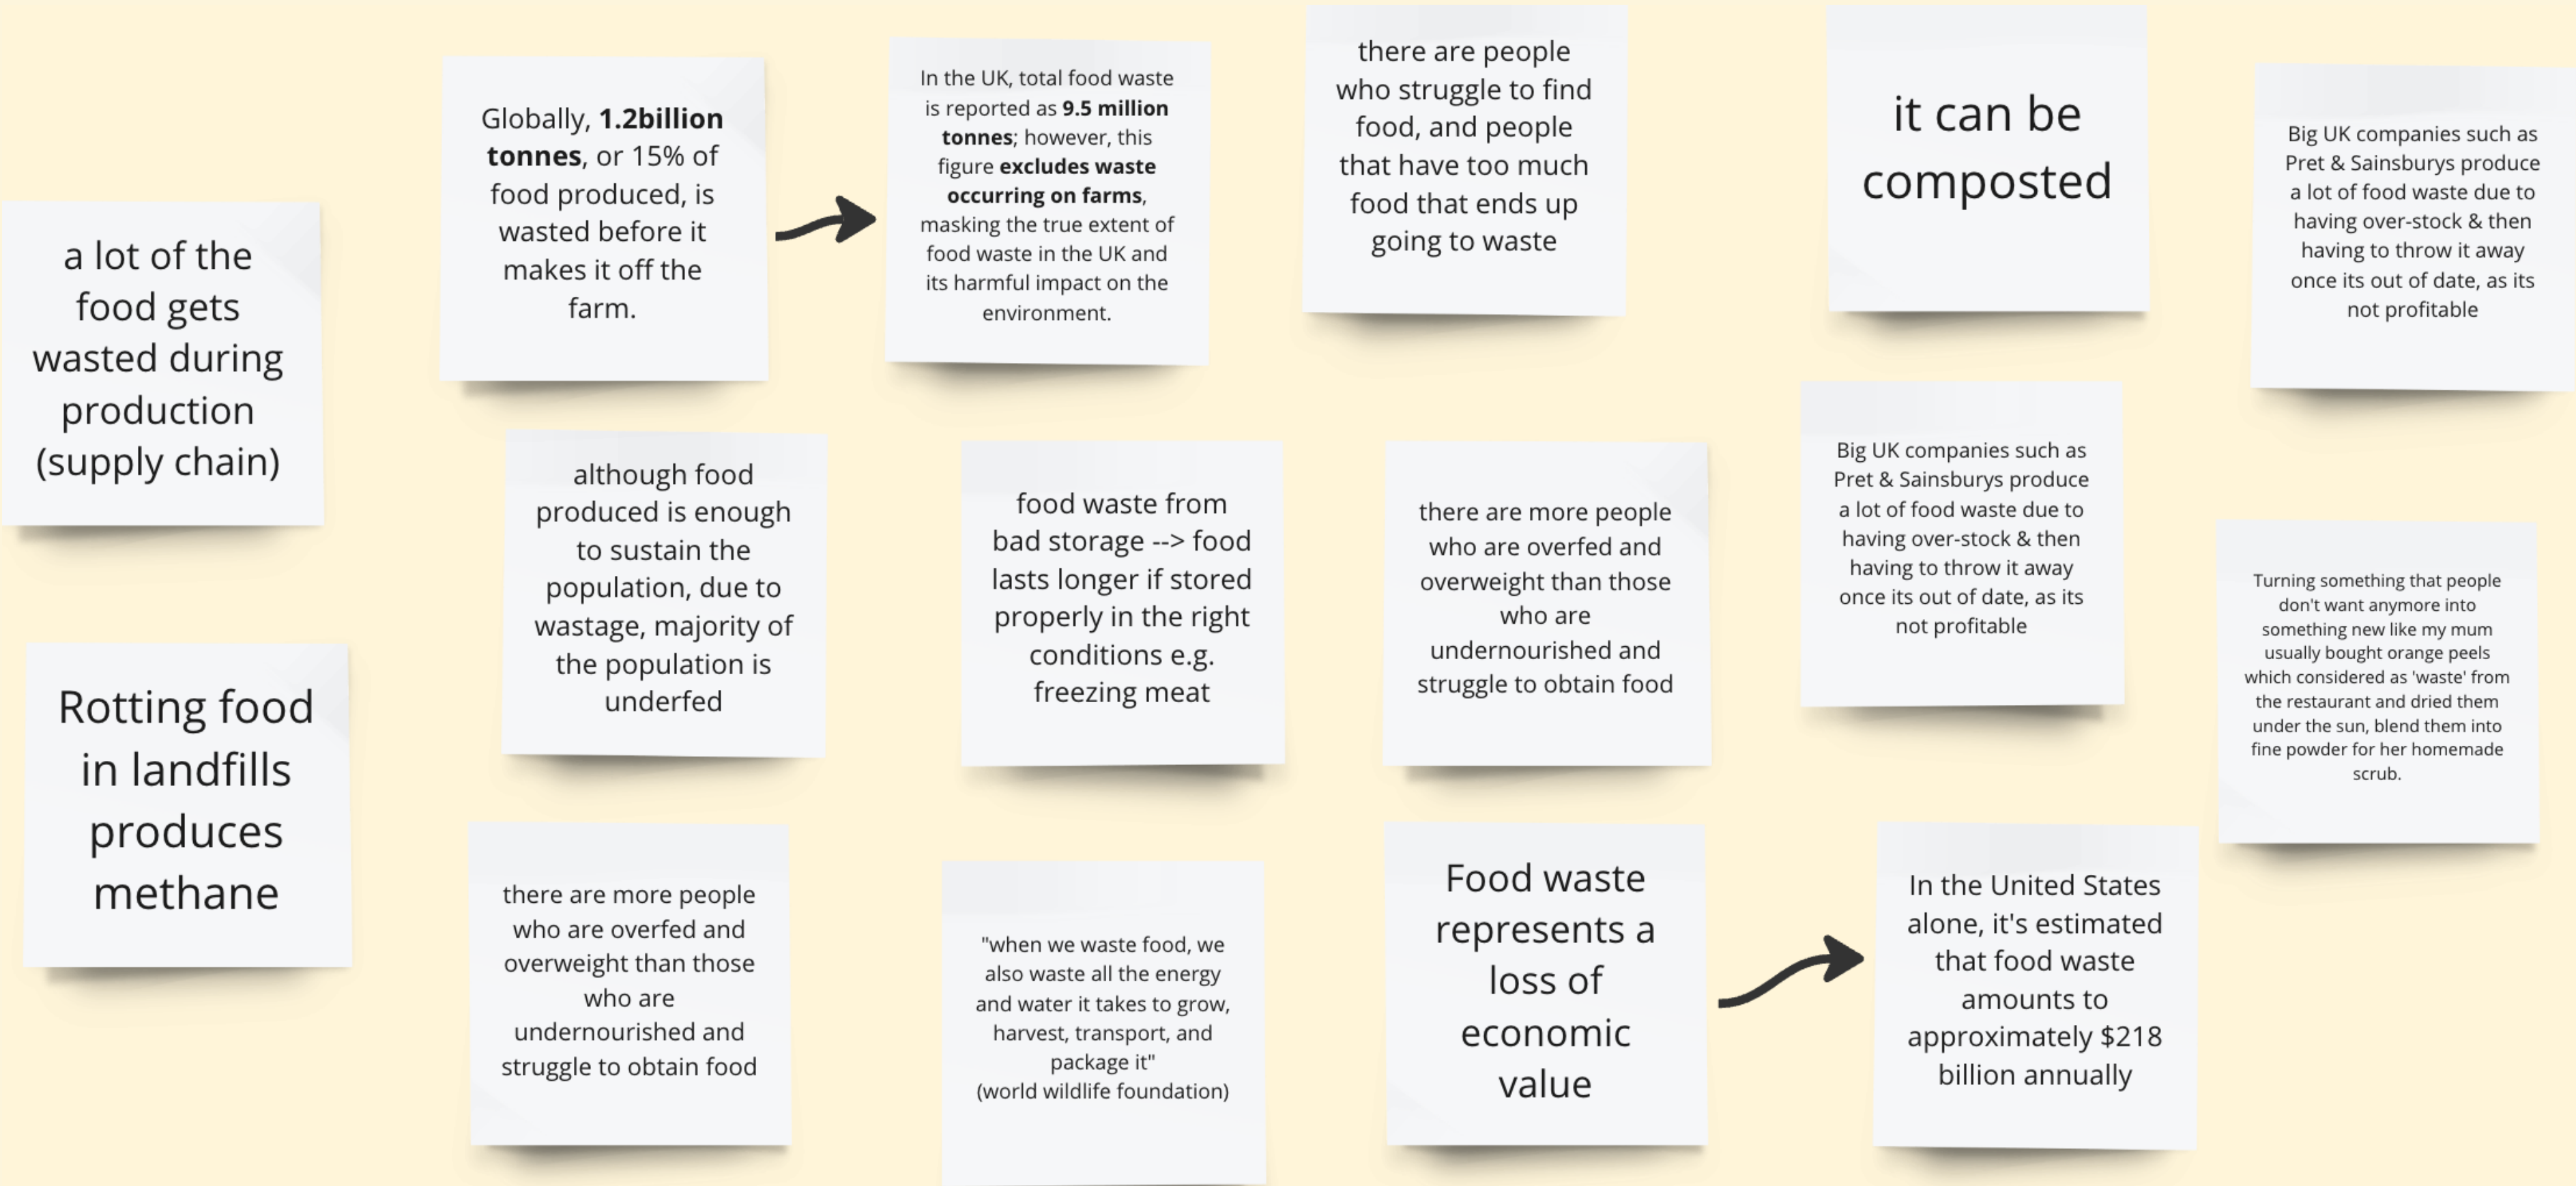 a lot of the
food gets
wasted during
production
(supply chain)
Globally, 1.2billion
tonnes, or 15% of
food produced, is
wasted before it
makes it off the
farm.
In the UK, total food waste
is reported as 9.5 million
tonnes; however, this
figure excludes waste
occurring on farms,
masking the true extent of
food waste in the UK and
its harmful impact on the
environment.
there are people
who struggle to find
food, and people
that have too much
food that ends up
going to waste
it can be
composted
Big UK companies such as
Pret & Sainsburys produce
a lot of food waste due to
having over-stock & then
having to throw it away
once its out of date, as its
not profitable
although food
produced is enough
to sustain the
population, due to
wastage, majority of
the population is
underfed
food waste from
bad storage --> food
lasts longer if stored
properly in the right
conditions e.g.
freezing meat
there are more people
who are overfed and
overweight than those
who are
undernourished and
struggle to obtain food
Big UK companies such as
Pret & Sainsburys produce
a lot of food waste due to
having over-stock & then
having to throw it away
once its out of date, as its
not profitable
Turning something that people
don't want anymore into
something new like my mum
usually bought orange peels
which considered as 'waste' from
the restaurant and dried them
under the sun, blend them into
fine powder for her homemade
scrub.
Rotting food
in landfills
produces
methane
there are more people
who are overfed and
overweight than those
who are
undernourished and
struggle to obtain food
"when we waste food, we
also waste all the energy
and water it takes to grow,
harvest, transport, and
package it"
(world wildlife foundation)
Food waste
represents a
loss of
economic
value
In the United States
alone, it's estimated
that food waste
amounts to
approximately $218
billion annually